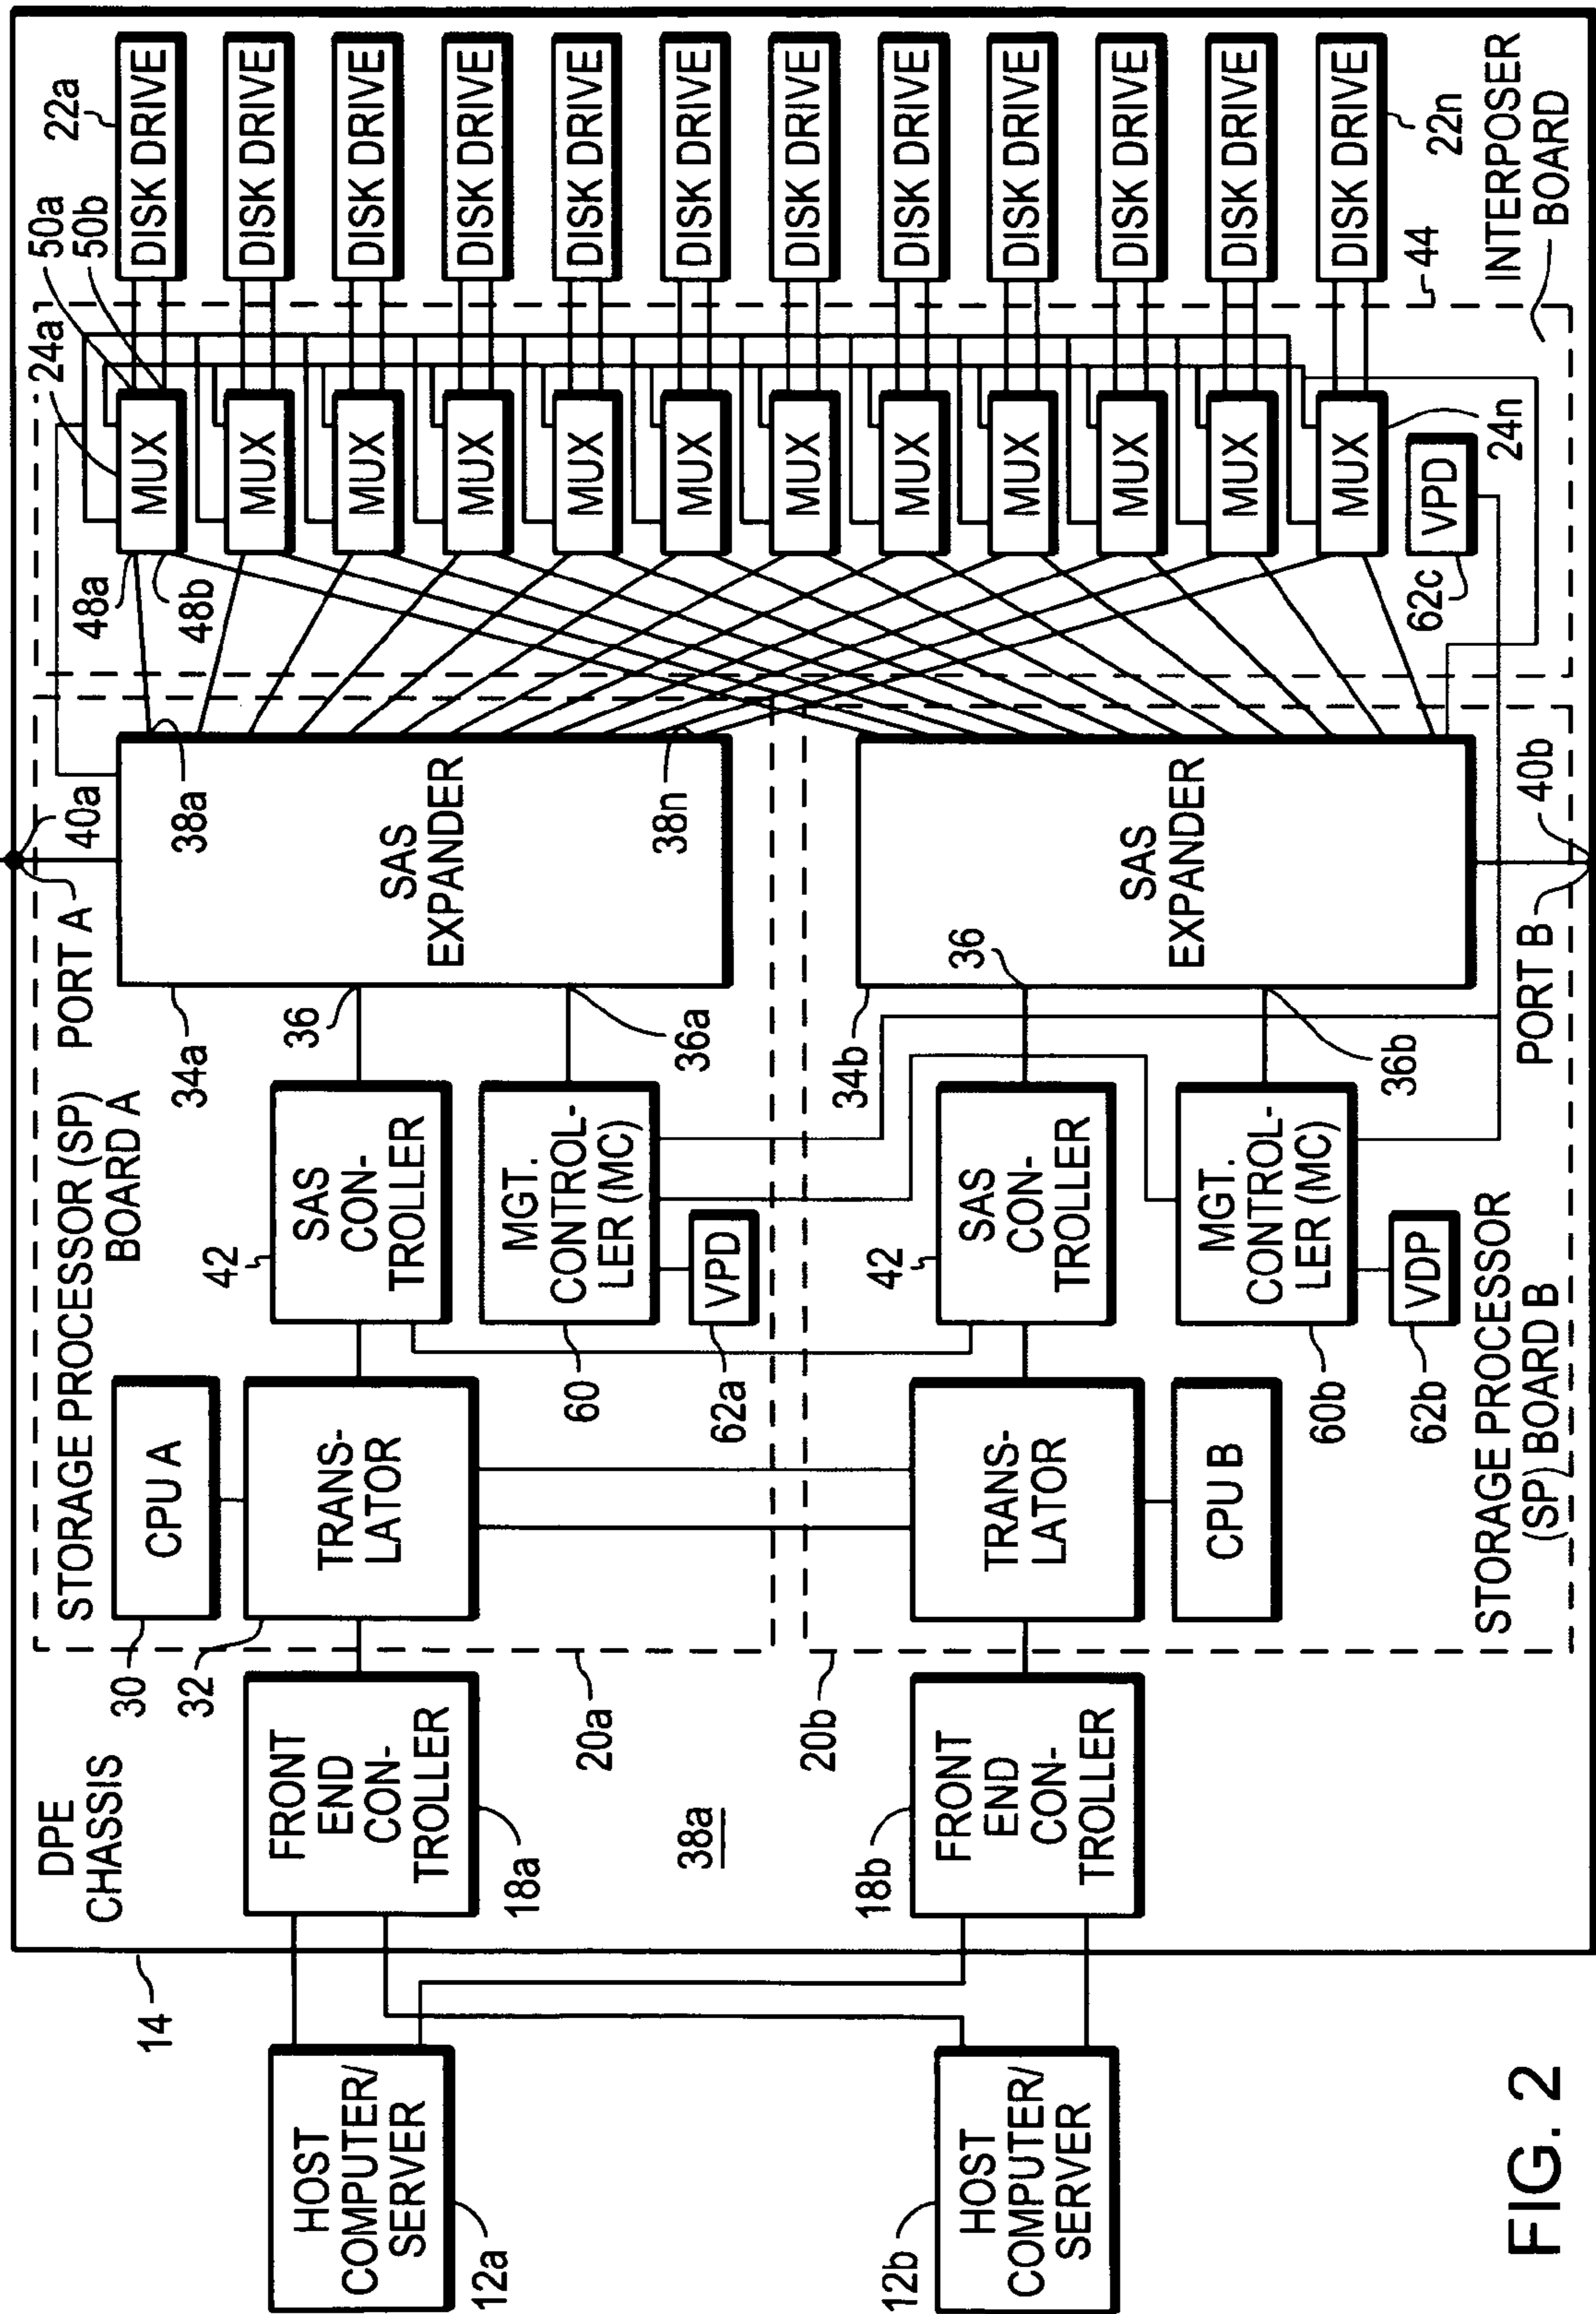 DPE
CHASSIS
14
HOST
COMPUTER/
SERVER
12a
HOST
COMPUTER/
SERVER
12b
FRONT
END
CON-
TROLLER
18a
38a
FRONT
END
CON-
TROLLER
18b
STORAGE PROCESSOR (SP)
BOARD A
30
CPU A
32
TRANS-
LATOR
20a
42
SAS
CON-
TROLLER
MGT.
CONTROL-
LER (MC)
60
VPD
62a
PORT A
40a
34a
36
36a
SAS
EXPANDER
38a
38n
20b
TRANS-
LATOR
CPU B
42
SAS
CON-
TROLLER
MGT.
CONTROL-
LER (MC)
60b
VDP
62b
STORAGE PROCESSOR
(SP) BOARD B
34b
36
36b
SAS
EXPANDER
PORT B
40b
48a
48b
24a
50a
50b
22a
MUX
DISK DRIVE
MUX
DISK DRIVE
MUX
DISK DRIVE
MUX
DISK DRIVE
MUX
DISK DRIVE
MUX
DISK DRIVE
MUX
DISK DRIVE
MUX
DISK DRIVE
MUX
DISK DRIVE
MUX
DISK DRIVE
MUX
DISK DRIVE
MUX
DISK DRIVE
24n
22n
VPD
62c
44
INTERPOSER
BOARD
FIG. 2